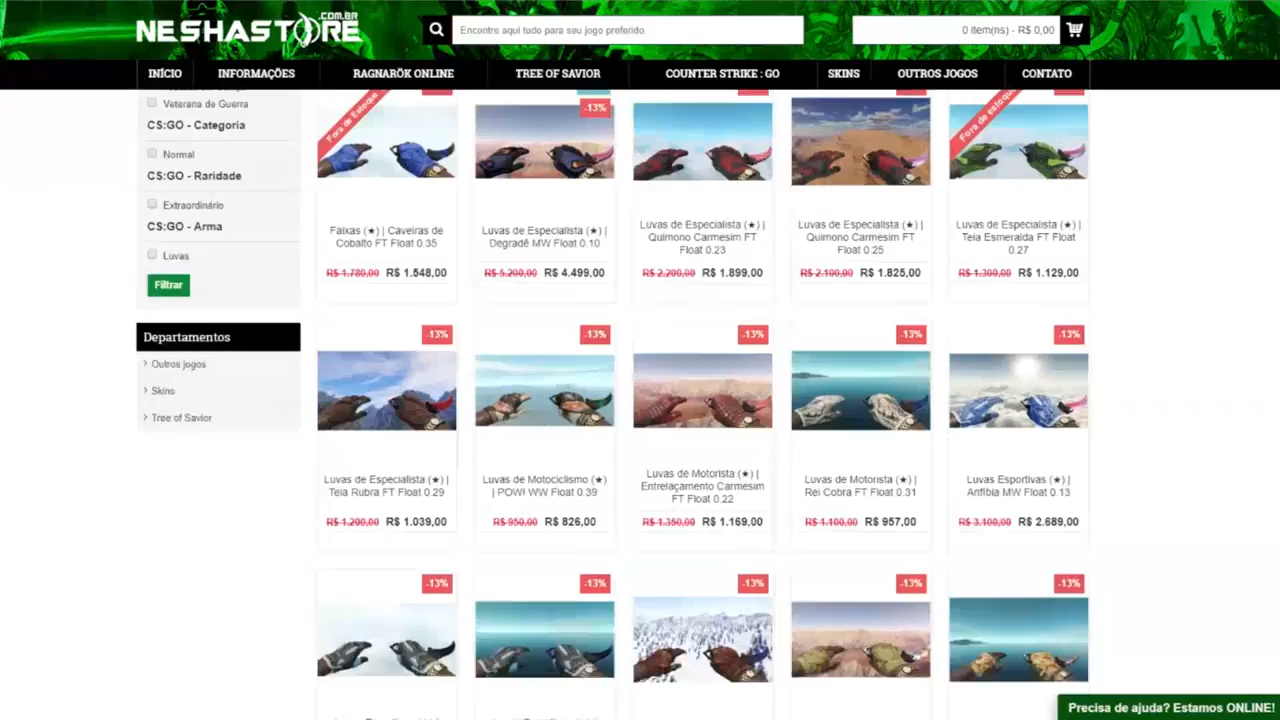 NESHASTORE
.COM.BR
Encontre aqui tudo para seu jogo preferido.
0 item(ns) - R$ 0,00
INÍCIO
INFORMAÇÕES
RAGNARÖK ONLINE
TREE OF SAVIOR
COUNTER STRIKE : GO
SKINS
OUTROS JOGOS
CONTATO
Veterana de Guerra
CS:GO - Categoria
Normal
CS:GO - Raridade
Extraordinário
CS:GO - Arma
Luvas
Filtrar
Departamentos
Outros jogos
Skins
Tree of Savior
Fora de Estoque
-13%
Fora de estoque
Faixas (★) | Caveiras de
Cobalto FT Float 0.35
R$ 1.780,00 R$ 1.548,00
Luvas de Especialista (★) |
Degradê MW Float 0.10
R$ 5.200,00 R$ 4.499,00
Luvas de Especialista (★) |
Quimono Carmesim FT
Float 0.23
R$ 2.200,00 R$ 1.899,00
Luvas de Especialista (★) |
Quimono Carmesim FT
Float 0.25
R$ 2.100,00 R$ 1.825,00
Luvas de Especialista (★) |
Teia Esmeralda FT Float
0.27
R$ 1.300,00 R$ 1.129,00
-13%
-13%
-13%
-13%
-13%
Luvas de Especialista (★) |
Teia Rubra FT Float 0.29
R$ 1.200,00 R$ 1.039,00
Luvas de Motociclismo (★)
| POW! WW Float 0.39
R$ 950,00 R$ 826,00
Luvas de Motorista (★) |
Entrelaçamento Carmesim
FT Float 0.22
R$ 1.350,00 R$ 1.169,00
Luvas de Motorista (★) |
Rei Cobra FT Float 0.31
R$ 1.100,00 R$ 957,00
Luvas Esportivas (★) |
Anfíbia MW Float 0.13
R$ 3.100,00 R$ 2.689,00
-13%
-13%
-13%
-13%
-13%
Precisa de ajuda? Estamos ONLINE!